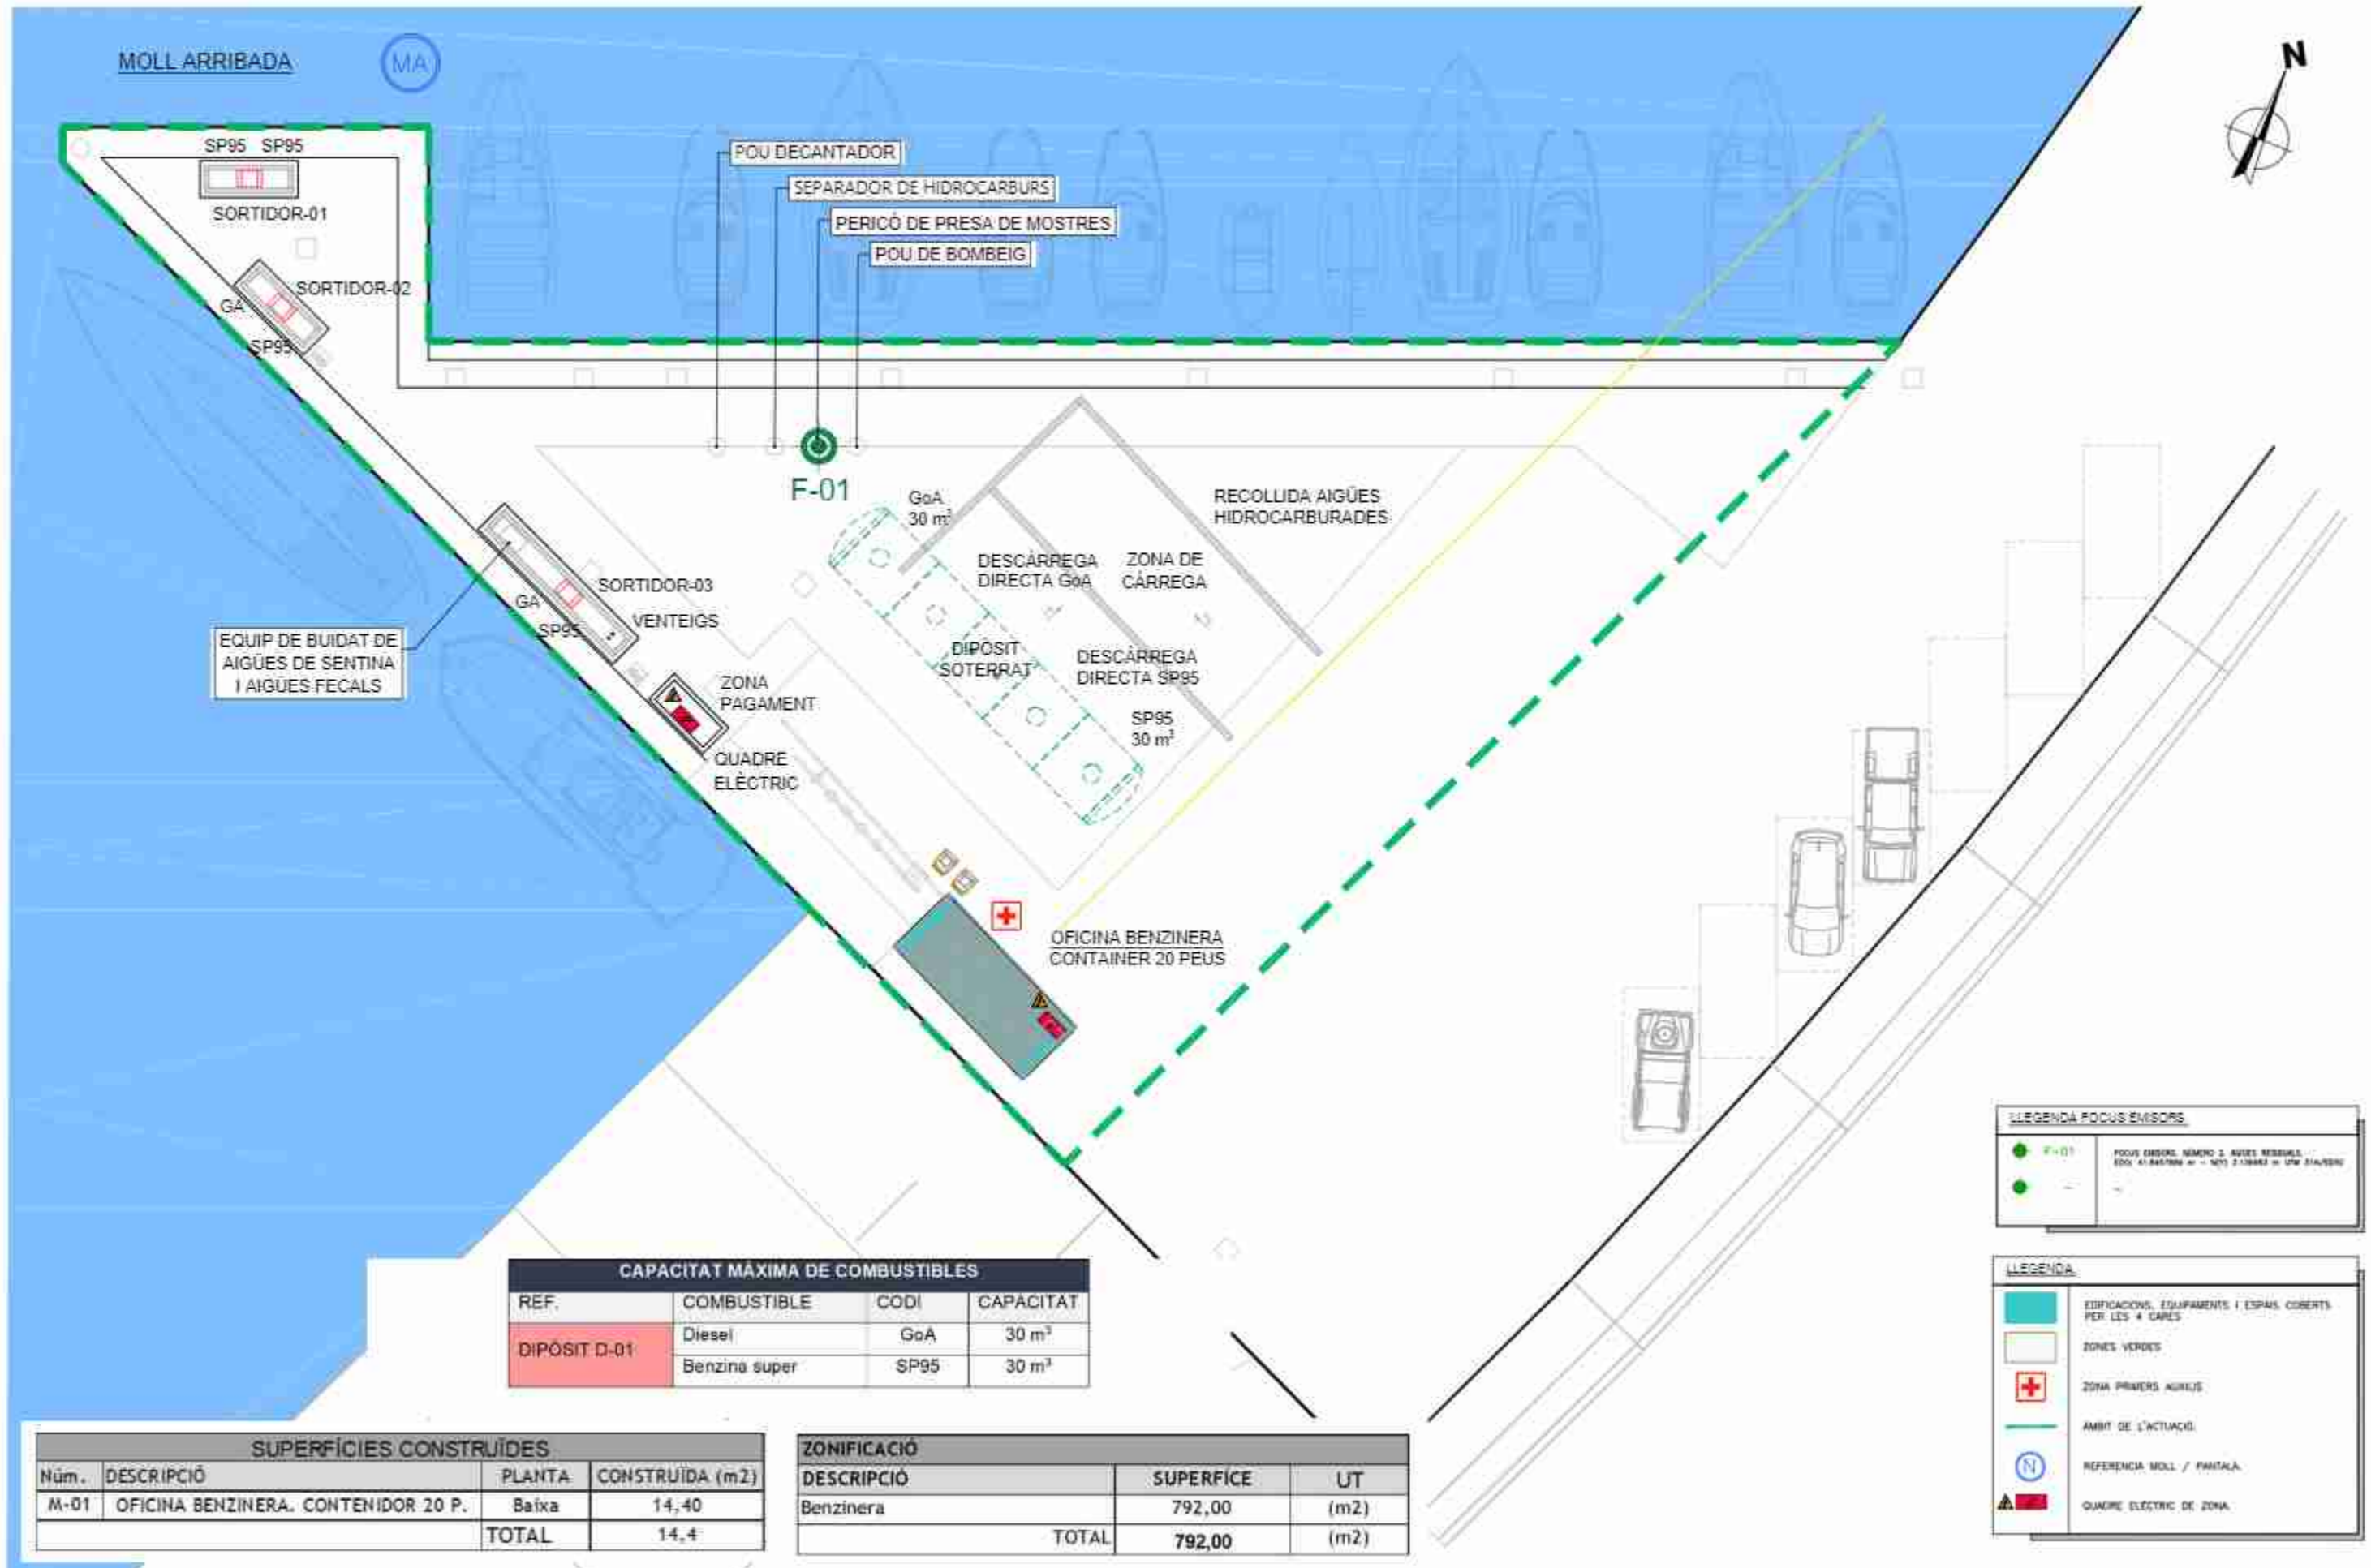 MOLL ARRIBADA
MA
N
SP95 SP95
SORTIDOR-01
SORTIDOR-02
GA
SP95
POU DECANTADOR
SEPARADOR DE HIDROCARBURS
PERICÓ DE PRESA DE MOSTRES
POU DE BOMBEIG
F-01
GoA
30 m³
RECOLLIDA AIGÜES
HIDROCARBURADES
DESCÀRREGA
DIRECTA GoA
ZONA DE
CÀRREGA
SORTIDOR-03
GA
SP95
VENTEIGS
EQUIP DE BUIDAT DE
AIGÜES DE SENTINA
I AIGÜES FECALS
DIPÒSIT
SOTERRAT
DESCÀRREGA
DIRECTA SP95
ZONA
PAGAMENT
SP95
30 m³
QUADRE
ELÈCTRIC
OFICINA BENZINERA
CONTAINER 20 PEUS
LLEGENDA FOCUS EMISORS
F-01
FOCUS EMISORS. NÚMERO
-
-
LLEGENDA
EDIFICACIONS, EQUIPAMENTS I ESPAIS COBERTS
PER LES 4 CARES
ZONES VERDES
ZONA PRIMERS AUXILIS
AMBIT DE L'ACTUACIÓ
N
REFERENCIA MOLL / PANTALÀ
QUADRE ELÈCTRIC DE ZONA
CAPACITAT MÀXIMA DE COMBUSTIBLES
REF. COMBUSTIBLE CODI CAPACITAT
DIPÒSIT D-01
Diesel GoA 30 m³
Benzina super SP95 30 m³
SUPERFÍCIES CONSTRUÏDES
Núm. DESCRIPCIÓ PLANTA CONSTRUÏDA (m2)
M-01 OFICINA BENZINERA. CONTENIDOR 20 P. Baixa 14,40
TOTAL 14,4
ZONIFICACIÓ
DESCRIPCIÓ SUPERFÍCE UT
Benzinera 792,00 (m2)
TOTAL 792,00 (m2)